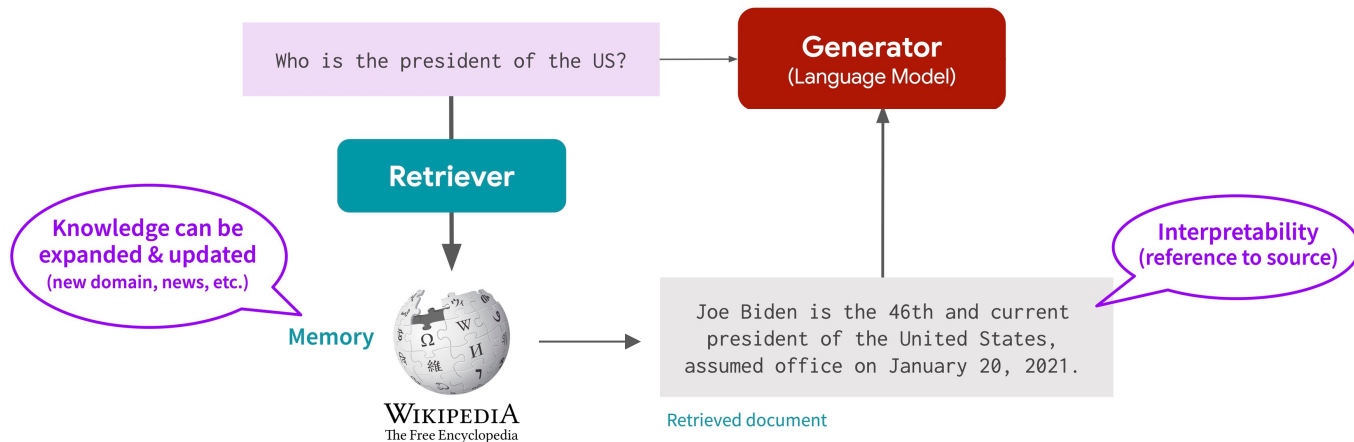 Who is the president of the US?
Generator
(Language Model)
Retriever
Knowledge can be
expanded & updated
(new domain, news, etc.)
Interpretability
(reference to source)
Memory
Ω
W
И
維
WIKIPEDIA
The Free Encyclopedia
Joe Biden is the 46th and current
president of the United States,
assumed office on January 20, 2021.
Retrieved document